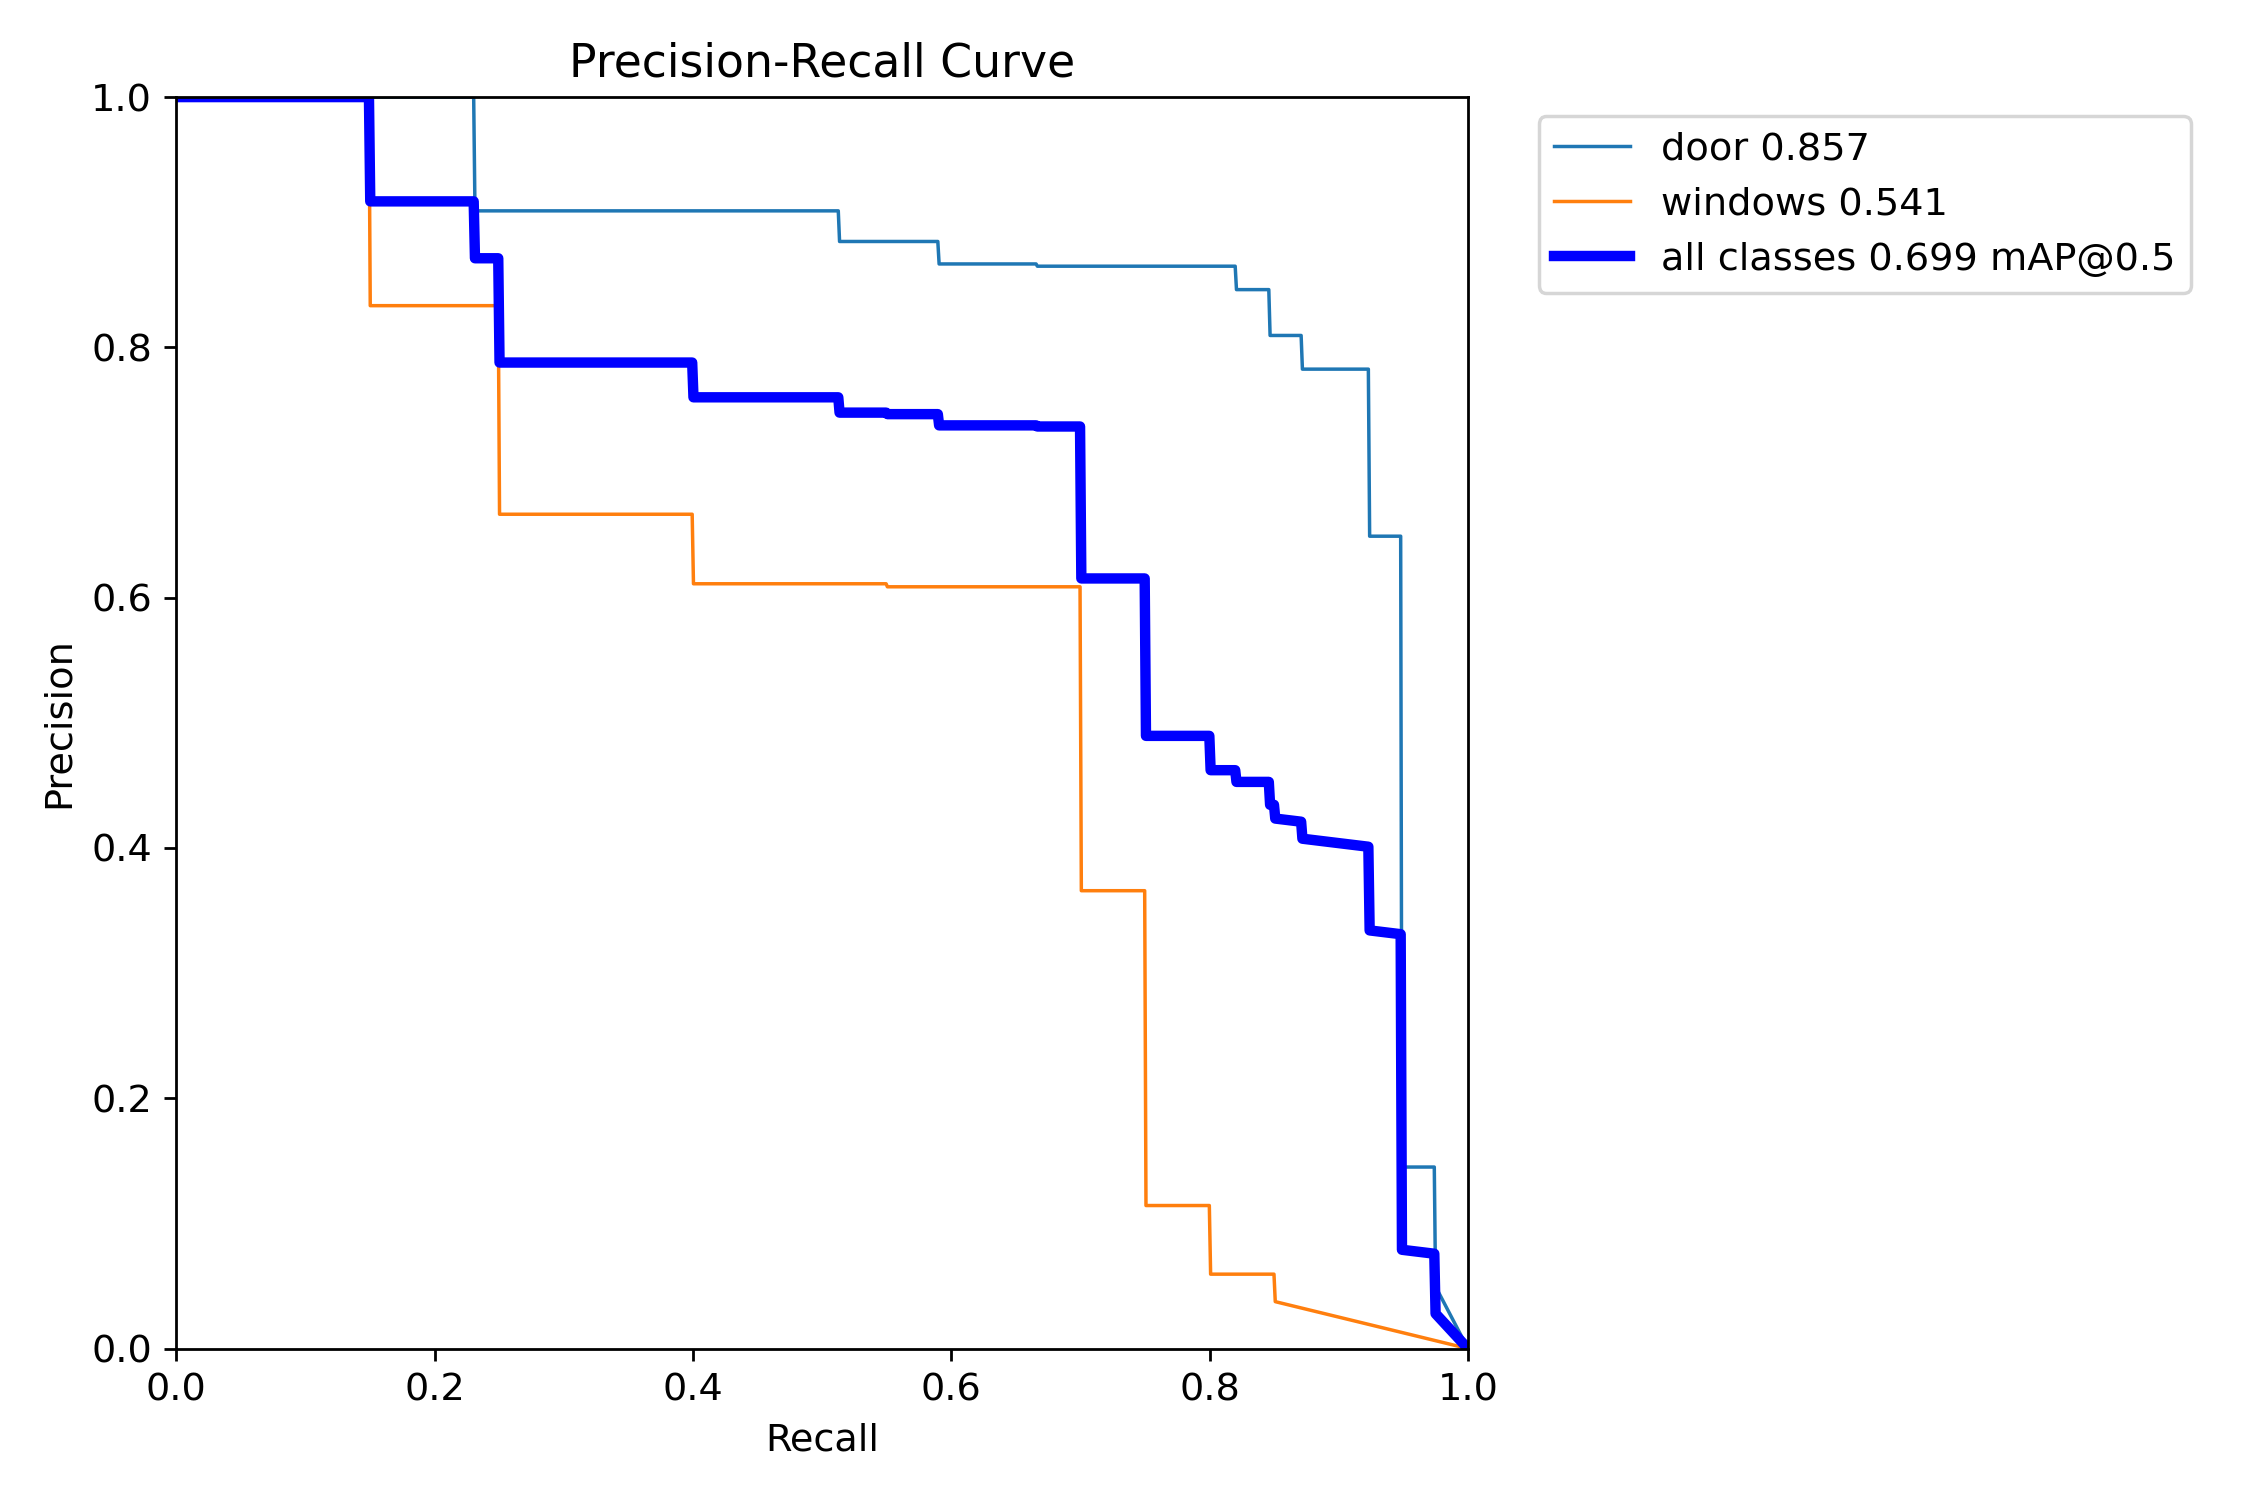 Precision-Recall Curve
1.0
0.8
0.6
0.4
0.2
0.0
Precision
0.0 0.2 0.4 0.6 0.8 1.0
Recall
door 0.857
windows 0.541
all classes 0.699 mAP@0.5